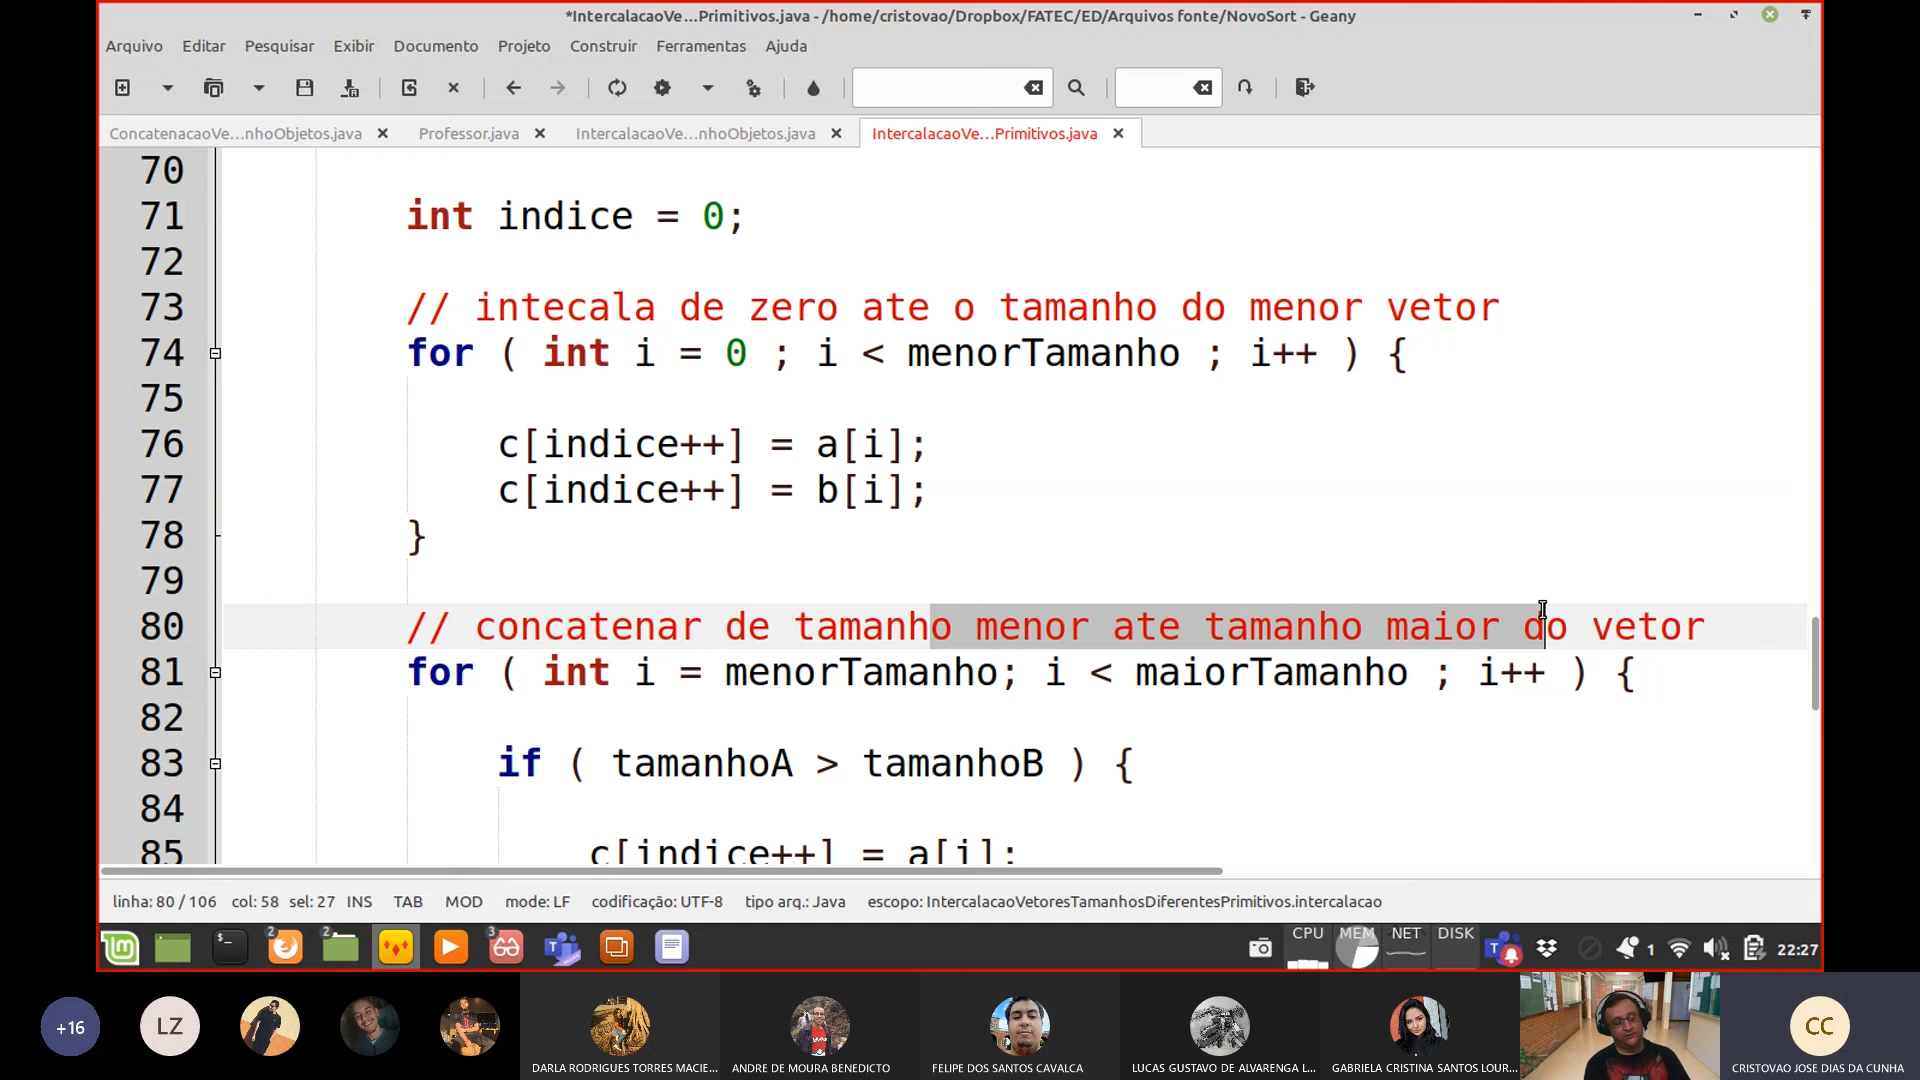 *IntercalacaoVe...Primitivos.java - /home/cristovao/Dropbox/FATEC/ED/Arquivos fonte/NovoSort - Geany
Arquivo Editar Pesquisar Exibir Documento Projeto Construir Ferramentas Ajuda
ConcatenacaoVe...nhoObjetos.java Professor.java IntercalacaoVe...nhoObjetos.java IntercalacaoVe...Primitivos.java
70
71 int indice = 0;
72
73 // intecala de zero ate o tamanho do menor vetor
74 for ( int i = 0 ; i < menorTamanho ; i++ ) {
75
76 c[indice++] = a[i];
77 c[indice++] = b[i];
78 }
79
80 // concatenar de tamanho menor ate tamanho maior do vetor
81 for ( int i = menorTamanho; i < maiorTamanho ; i++ ) {
82
83 if ( tamanhoA > tamanhoB ) {
84
85 c[indice++] = a[i];
linha: 80 / 106 col: 58 sel: 27 INS TAB MOD mode: LF codificação: UTF-8 tipo arq.: Java escopo: IntercalacaoVetoresTamanhosDiferentesPrimitivos.intercalacao
2 2 3 CPU MEM NET DISK 1 22:27
+16 LZ CC
DARLA RODRIGUES TORRES MACIE... ANDRE DE MOURA BENEDICTO FELIPE DOS SANTOS CAVALCA LUCAS GUSTAVO DE ALVARENGA L... GABRIELA CRISTINA SANTOS LOUR... CRISTOVAO JOSE DIAS DA CUNHA